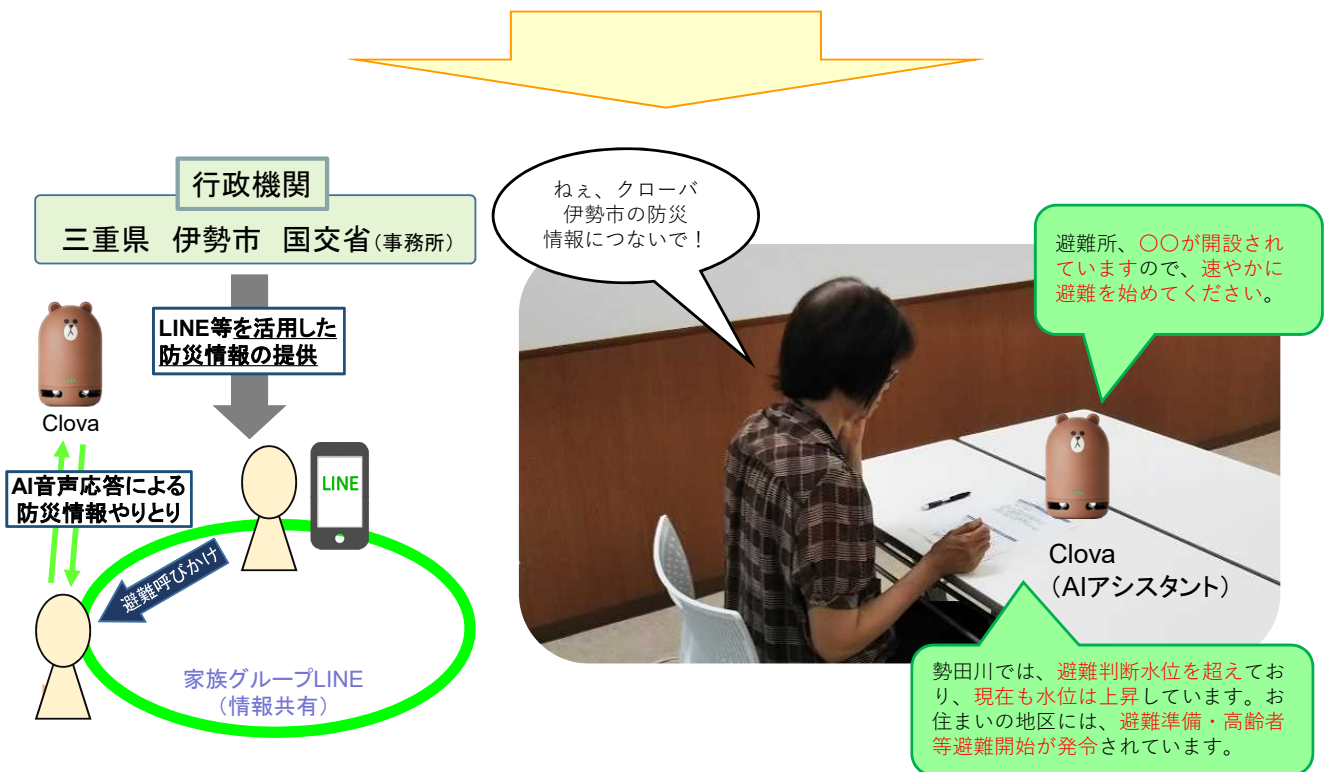 行政機関
三重県 伊勢市 国交省(事務所)
LINE等を活用した
防災情報の提供
Clova
AI音声応答による
防災情報やりとり
LINE
避難呼びかけ
家族グループLINE
（情報共有）
ねぇ、クローバ
伊勢市の防災
情報につないで！
避難所、〇〇が開設され
ていますので、速やかに
避難を始めてください。
Clova
（AIアシスタント）
勢田川では、避難判断水位を超えてお
り、現在も水位は上昇しています。お
住まいの地区には、避難準備・高齢者
等避難開始が発令されています。